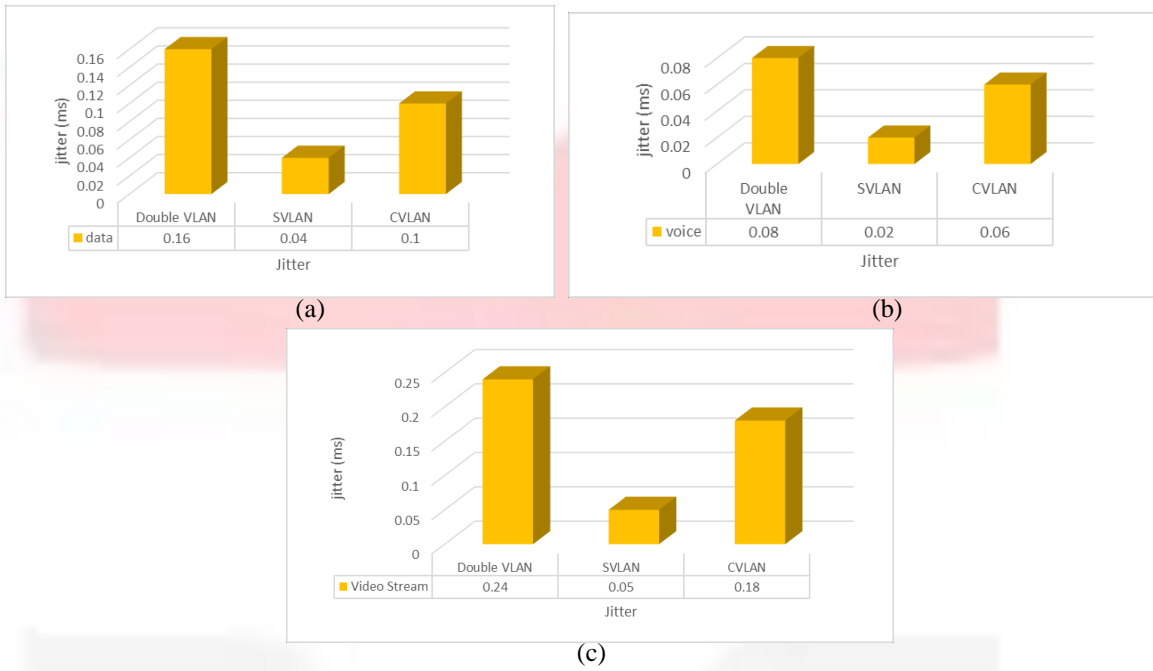 jitter (ms)
0.16
0.14
0.12
0.1
0.08
0.06
0.04
0.02
0
Double VLAN SVLAN CVLAN
data 0.16 0.04 0.1
Jitter
(a)
jitter (ms)
0.08
0.06
0.04
0.02
0
Double VLAN SVLAN CVLAN
voice 0.08 0.02 0.06
Jitter
(b)
jitter (ms)
0.25
0.2
0.15
0.1
0.05
0
Double VLAN SVLAN CVLAN
Video Stream 0.24 0.05 0.18
Jitter
(c)